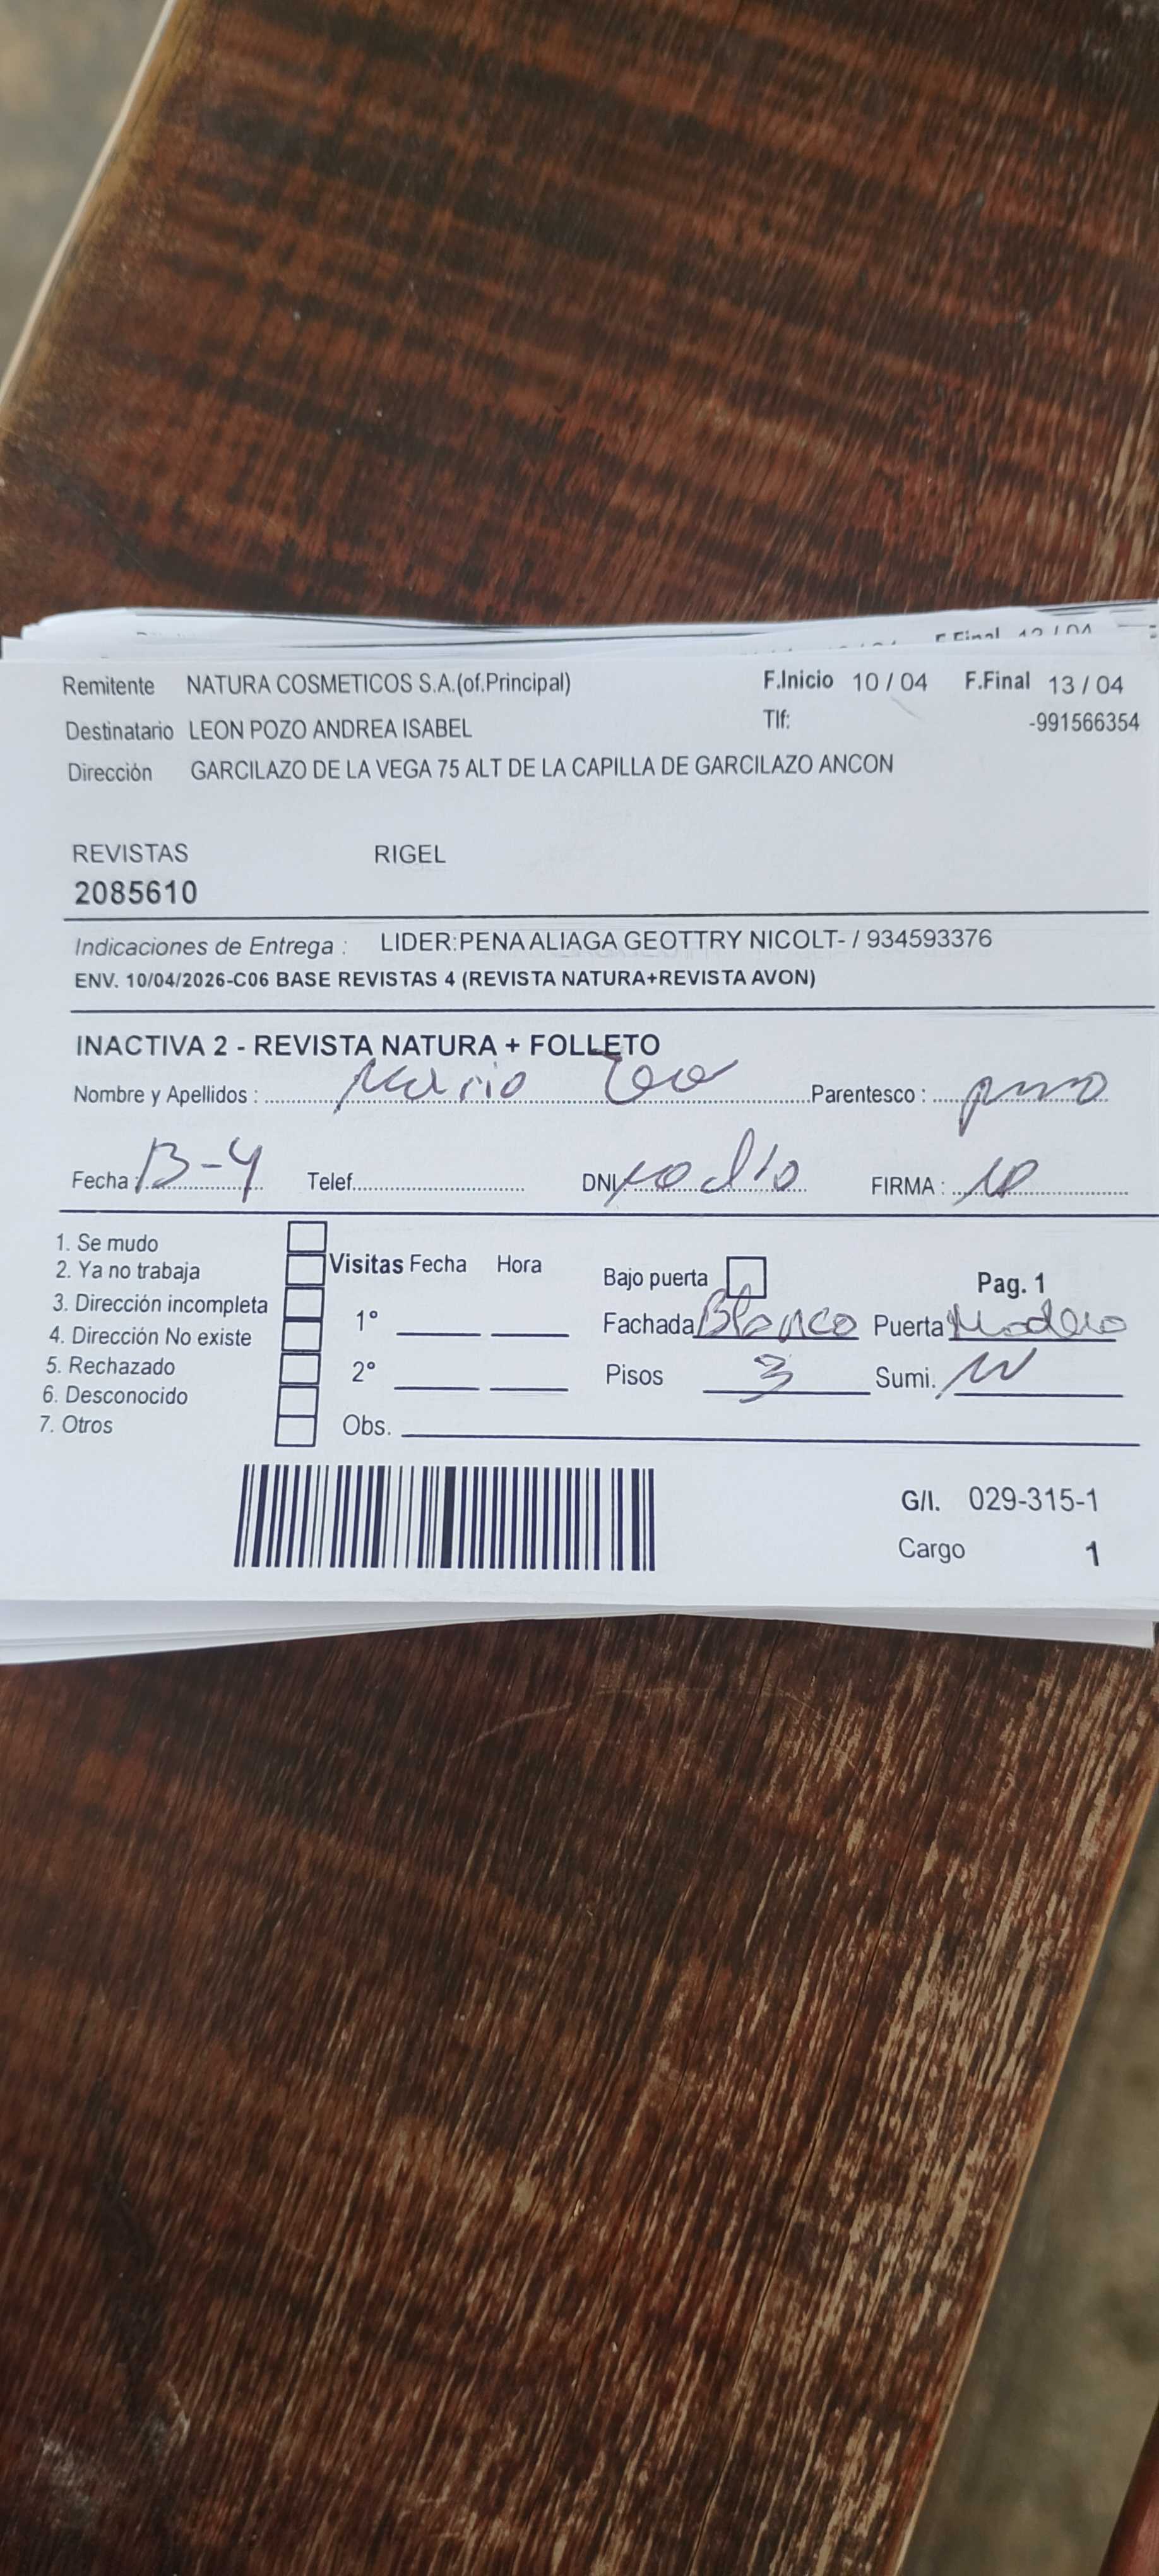 F.Final 13 / 04
Remitente NATURA COSMETICOS S.A.(of.Principal) F.Inicio 10 / 04 F.Final 13 / 04
Destinatario LEON POZO ANDREA ISABEL Tlf: -991566354
Dirección GARCILAZO DE LA VEGA 75 ALT DE LA CAPILLA DE GARCILAZO ANCON
REVISTAS RIGEL
2085610
Indicaciones de Entrega : LIDER:PENA ALIAGA GEOTTRY NICOLT- / 934593376
ENV. 10/04/2026-C06 BASE REVISTAS 4 (REVISTA NATURA+REVISTA AVON)
INACTIVA 2 - REVISTA NATURA + FOLLETO
Nombre y Apellidos : Mario Parentesco :
Fecha : 13-4 Telef. DNI FIRMA :
1. Se mudo
2. Ya no trabaja Visitas Fecha Hora Bajo puerta Pag. 1
3. Dirección incompleta 1° Fachada Blanco Puerta Madera
4. Dirección No existe
5. Rechazado 2° Pisos 3 Sumi.
6. Desconocido
7. Otros Obs.
G/I. 029-315-1
Cargo 1